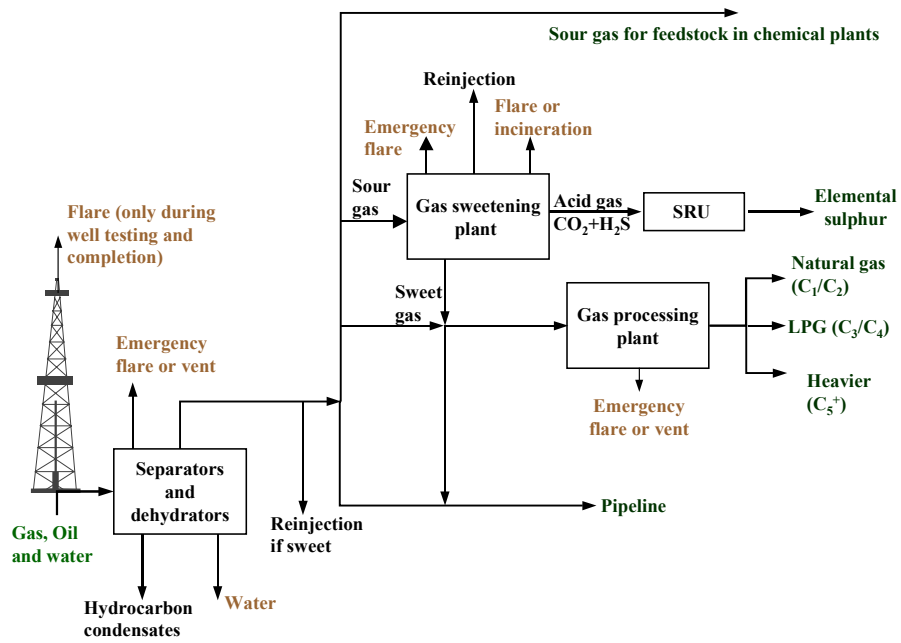 Sour gas for feedstock in chemical plants
Reinjection
Emergency
flare
Flare or
incineration
Sour
gas
Gas sweetening
plant
Acid gas
CO₂+H₂S
SRU
Elemental
sulphur
Flare (only during
well testing and
completion)
Sweet
gas
Gas processing
plant
Natural gas
(C₁/C₂)
LPG (C₃/C₄)
Heavier
(C₅⁺)
Emergency
flare or vent
Emergency
flare or vent
Separators
and
dehydrators
Reinjection
if sweet
Pipeline
Gas, Oil
and water
Hydrocarbon
condensates
Water